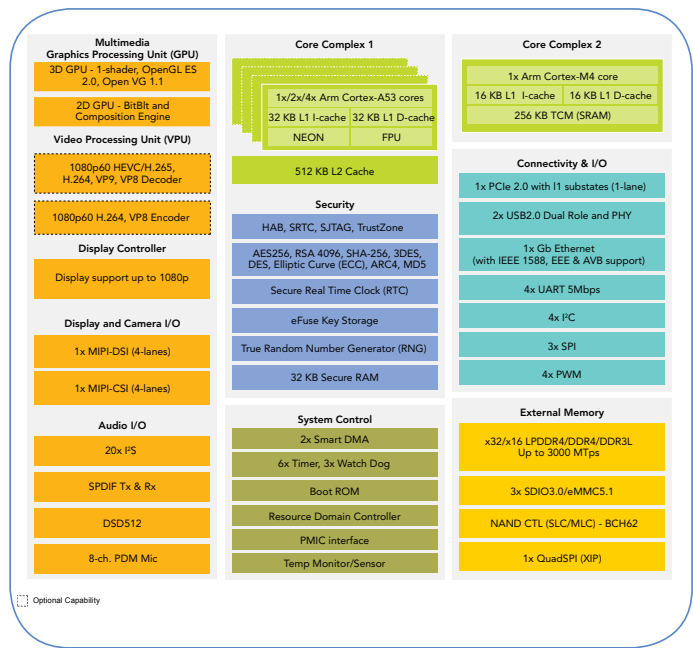 Multimedia
Graphics Processing Unit (GPU)
3D GPU - 1-shader, OpenGL ES
2.0, Open VG 1.1
2D GPU - BitBlt and
Composition Engine
Video Processing Unit (VPU)
1080p60 HEVC/H.265,
H.264, VP9, VP8 Decoder
1080p60 H.264, VP8 Encoder
Display Controller
Display support up to 1080p
Display and Camera I/O
1x MIPI-DSI (4-lanes)
1x MIPI-CSI (4-lanes)
Audio I/O
20x I²S
SPDIF Tx & Rx
DSD512
8-ch. PDM Mic
Core Complex 1
1x/2x/4x Arm Cortex-A53 cores
32 KB L1 I-cache
32 KB L1 D-cache
NEON
FPU
512 KB L2 Cache
Security
HAB, SRTC, SJTAG, TrustZone
AES256, RSA 4096, SHA-256, 3DES,
DES, Elliptic Curve (ECC), ARC4, MD5
Secure Real Time Clock (RTC)
eFuse Key Storage
True Random Number Generator (RNG)
32 KB Secure RAM
System Control
2x Smart DMA
6x Timer, 3x Watch Dog
Boot ROM
Resource Domain Controller
PMIC interface
Temp Monitor/Sensor
Core Complex 2
1x Arm Cortex-M4 core
16 KB L1 I-cache
16 KB L1 D-cache
256 KB TCM (SRAM)
Connectivity & I/O
1x PCIe 2.0 with l1 substates (1-lane)
2x USB2.0 Dual Role and PHY
1x Gb Ethernet
(with IEEE 1588, EEE & AVB support)
4x UART 5Mbps
4x I²C
3x SPI
4x PWM
External Memory
x32/x16 LPDDR4/DDR4/DDR3L
Up to 3000 MTps
3x SDIO3.0/eMMC5.1
NAND CTL (SLC/MLC) - BCH62
1x QuadSPI (XIP)
Optional Capability